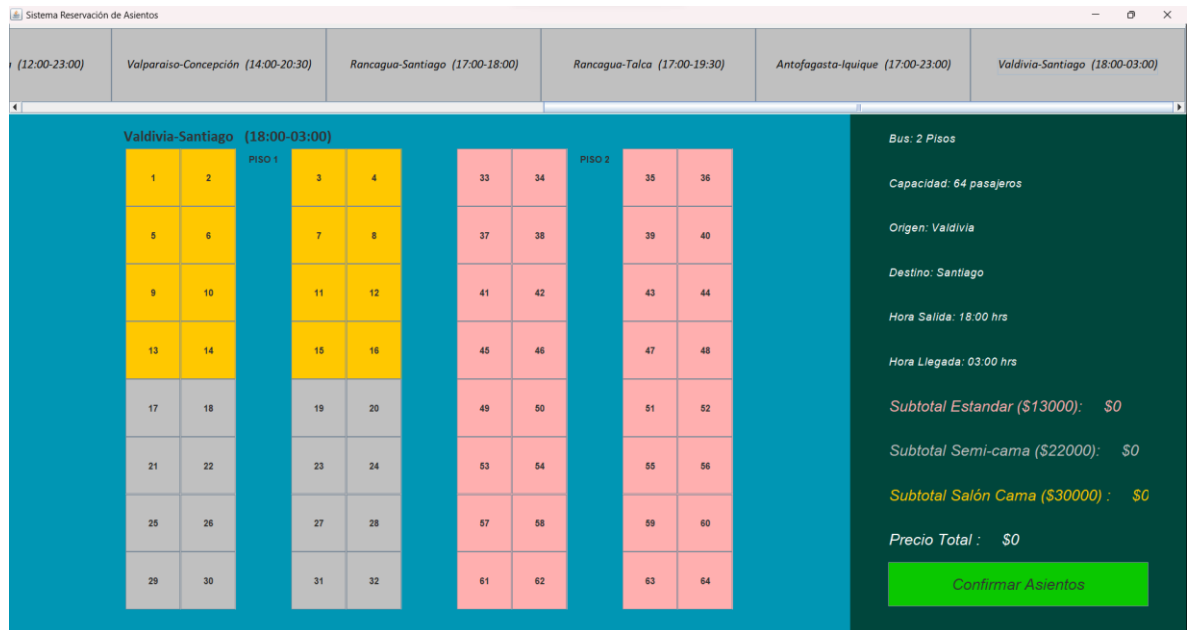 Sistema Reservación de Asientos
(12:00-23:00)
Valparaiso-Concepción (14:00-20:30)
Rancagua-Santiago (17:00-18:00)
Rancagua-Talca (17:00-19:30)
Antofagasta-Iquique (17:00-23:00)
Valdivia-Santiago (18:00-03:00)
Valdivia-Santiago (18:00-03:00)
PISO 1
PISO 2
1 2 3 4 33 34 35 36
5 6 7 8 37 38 39 40
9 10 11 12 41 42 43 44
13 14 15 16 45 46 47 48
17 18 19 20 49 50 51 52
21 22 23 24 53 54 55 56
25 26 27 28 57 58 59 60
29 30 31 32 61 62 63 64
Bus: 2 Pisos
Capacidad: 64 pasajeros
Origen: Valdivia
Destino: Santiago
Hora Salida: 18:00 hrs
Hora Llegada: 03:00 hrs
Subtotal Estandar ($13000): $0
Subtotal Semi-cama ($22000): $0
Subtotal Salón Cama ($30000) : $0
Precio Total : $0
Confirmar Asientos